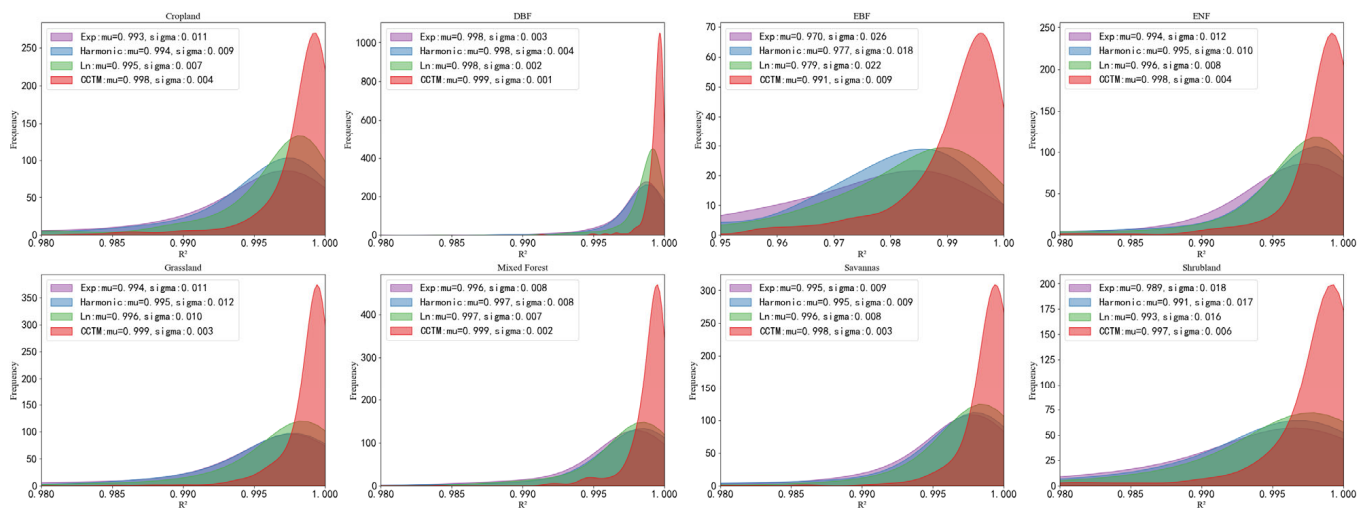 Cropland
Frequency
250
200
150
100
50
0
Exp:mu=0.993, sigma:0.011
Harmonic:mu=0.994, sigma:0.009
Ln:mu=0.995, sigma:0.007
CCTM:mu=0.998, sigma:0.004
0.980 0.985 0.990 0.995 1.000
R²
DBF
Frequency
1000
800
600
400
200
0
Exp:mu=0.998, sigma:0.003
Harmonic:mu=0.998, sigma:0.004
Ln:mu=0.998, sigma:0.002
CCTM:mu=0.999, sigma:0.001
0.980 0.985 0.990 0.995 1.000
R²
EBF
Frequency
70
60
50
40
30
20
10
0
Exp:mu=0.970, sigma:0.026
Harmonic:mu=0.977, sigma:0.018
Ln:mu=0.979, sigma:0.022
CCTM:mu=0.991, sigma:0.009
0.95 0.96 0.97 0.98 0.99 1.00
R²
ENF
Frequency
250
200
150
100
50
0
Exp:mu=0.994, sigma:0.012
Harmonic:mu=0.995, sigma:0.010
Ln:mu=0.996, sigma:0.008
CCTM:mu=0.998, sigma:0.004
0.980 0.985 0.990 0.995 1.000
R²
Grassland
Frequency
350
300
250
200
150
100
50
0
Exp:mu=0.994, sigma:0.011
Harmonic:mu=0.995, sigma:0.012
Ln:mu=0.996, sigma:0.010
CCTM:mu=0.999, sigma:0.003
0.980 0.985 0.990 0.995 1.000
R²
Mixed Forest
Frequency
400
300
200
100
0
Exp:mu=0.996, sigma:0.008
Harmonic:mu=0.997, sigma:0.008
Ln:mu=0.997, sigma:0.007
CCTM:mu=0.999, sigma:0.002
0.980 0.985 0.990 0.995 1.000
R²
Savannas
Frequency
300
250
200
150
100
50
0
Exp:mu=0.995, sigma:0.009
Harmonic:mu=0.995, sigma:0.009
Ln:mu=0.996, sigma:0.008
CCTM:mu=0.998, sigma:0.003
0.980 0.985 0.990 0.995 1.000
R²
Shrubland
Frequency
200
175
150
125
100
75
50
25
0
Exp:mu=0.989, sigma:0.018
Harmonic:mu=0.991, sigma:0.017
Ln:mu=0.993, sigma:0.016
CCTM:mu=0.997, sigma:0.006
0.980 0.985 0.990 0.995 1.000
R²